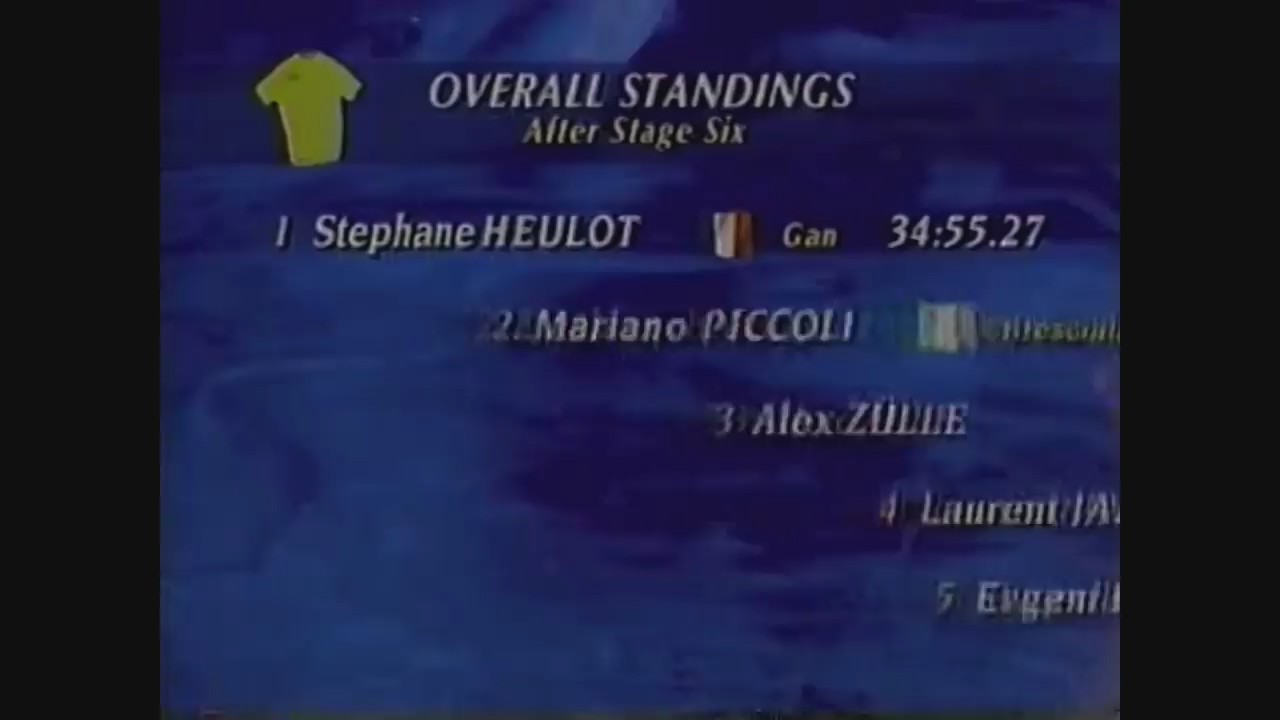 OVERALL STANDINGS
After Stage Six
1 Stephane HEULOT Gan 34:55.27
2 Mariano PICCOLI
3 Alex ZÜLLE
4 Laurent
5 Evgeni